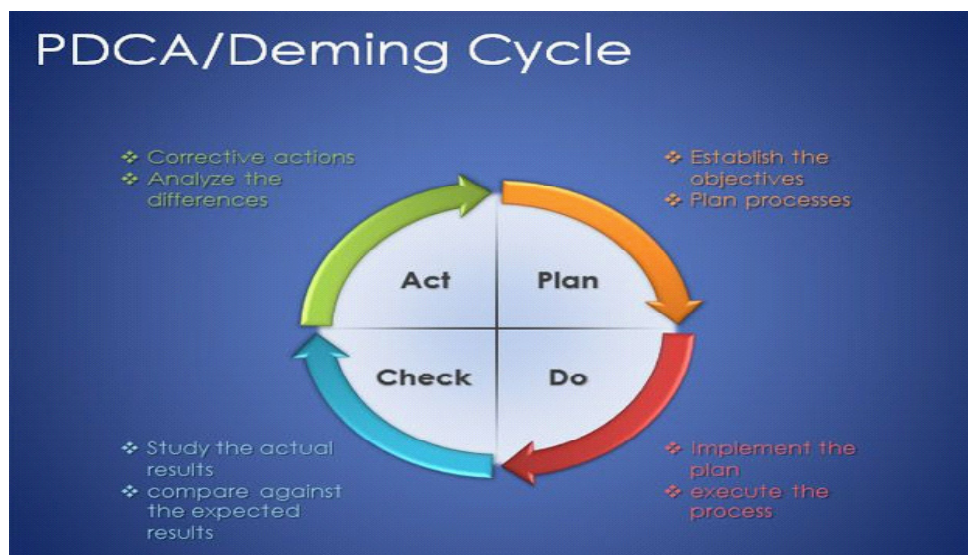 PDCA/Deming Cycle
❖ Corrective actions
❖ Analyze the
differences
❖ Establish the
objectives
❖ Plan processes
Act
Plan
Check
Do
❖ Study the actual
results
❖ compare against
the expected
results
❖ Implement the
plan
❖ execute the
process